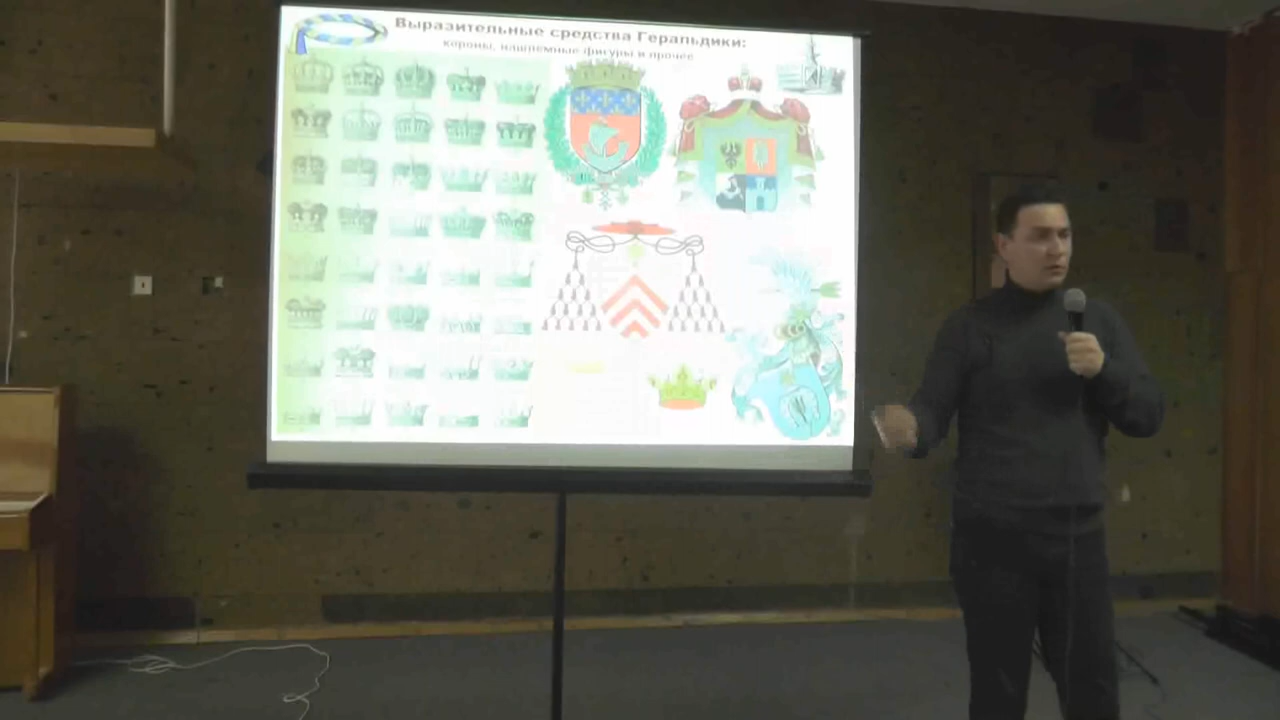 Выразительные средства Геральдики:
короны, нашлемные фигуры и прочее